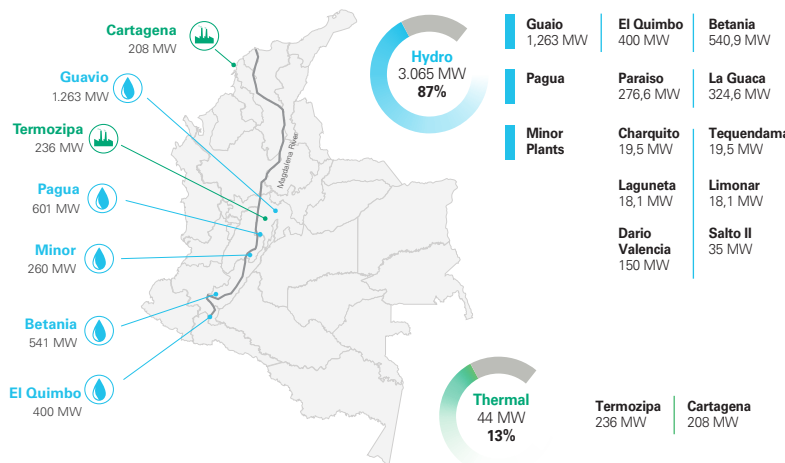 Cartagena
208 MW
Guavio
1.263 MW
Termozipa
236 MW
Pagua
601 MW
Minor
260 MW
Betania
541 MW
El Quimbo
400 MW
Magdalena River
Hydro
3.065 MW
87%
Guaio
1,263 MW
El Quimbo
400 MW
Betania
540,9 MW
Pagua
Paraiso
276,6 MW
La Guaca
324,6 MW
Minor
Plants
Charquito
19,5 MW
Tequendama
19,5 MW
Laguneta
18,1 MW
Limonar
18,1 MW
Dario
Valencia
150 MW
Salto II
35 MW
Thermal
44 MW
13%
Termozipa
236 MW
Cartagena
208 MW